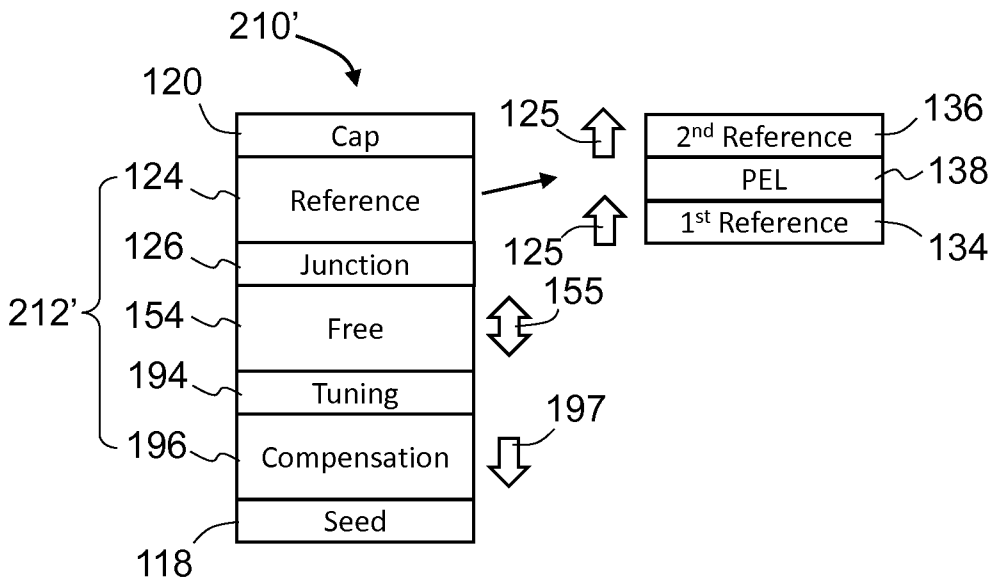 210’
120
Cap
125
2nd Reference
136
124
Reference
PEL
138
1st Reference
134
126
Junction
125
212’
154
Free
155
194
Tuning
196
Compensation
197
118
Seed